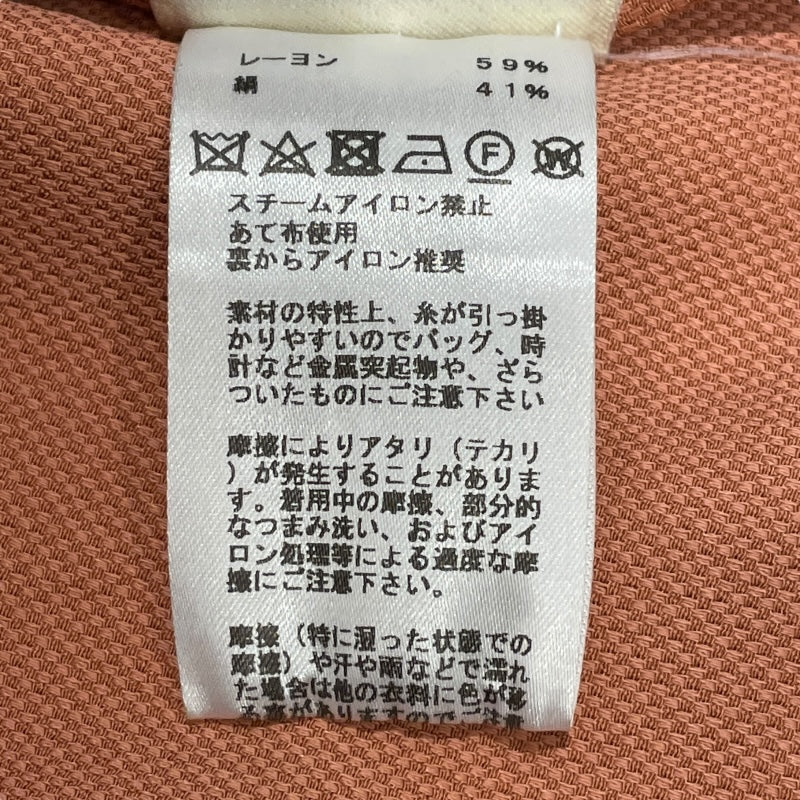 レーヨン 59%
絹 41%
F
W
スチームアイロン禁止
あて布使用
裏からアイロン推奨
素材の特性上、糸が引っ掛
かりやすいのでバッグ、時
計など金属突起物や、ざら
ついたものにご注意下さい
摩擦によりアタリ（テカリ
）が発生することがありま
す。着用中の摩擦、部分的
なつまみ洗い、およびアイ
ロン処理等による過度な摩
擦にご注意下さい。
摩擦（特に湿った状態での
摩擦）や汗や雨などで濡れ
た場合は他の衣料に色が移